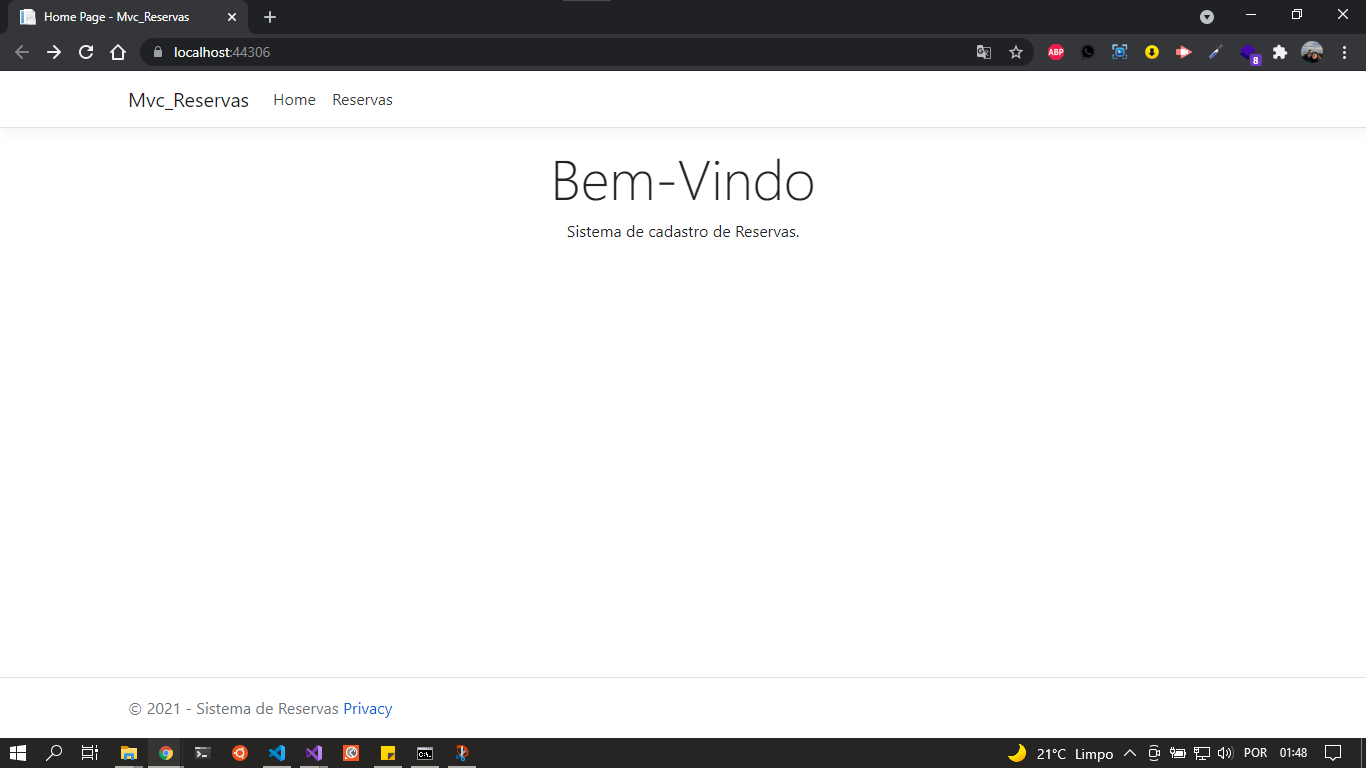 Home Page - Mvc_Reservas
localhost:44306
ABP
8
Mvc_Reservas Home Reservas
Bem-Vindo
Sistema de cadastro de Reservas.
© 2021 - Sistema de Reservas Privacy
21°C Limpo POR 01:48